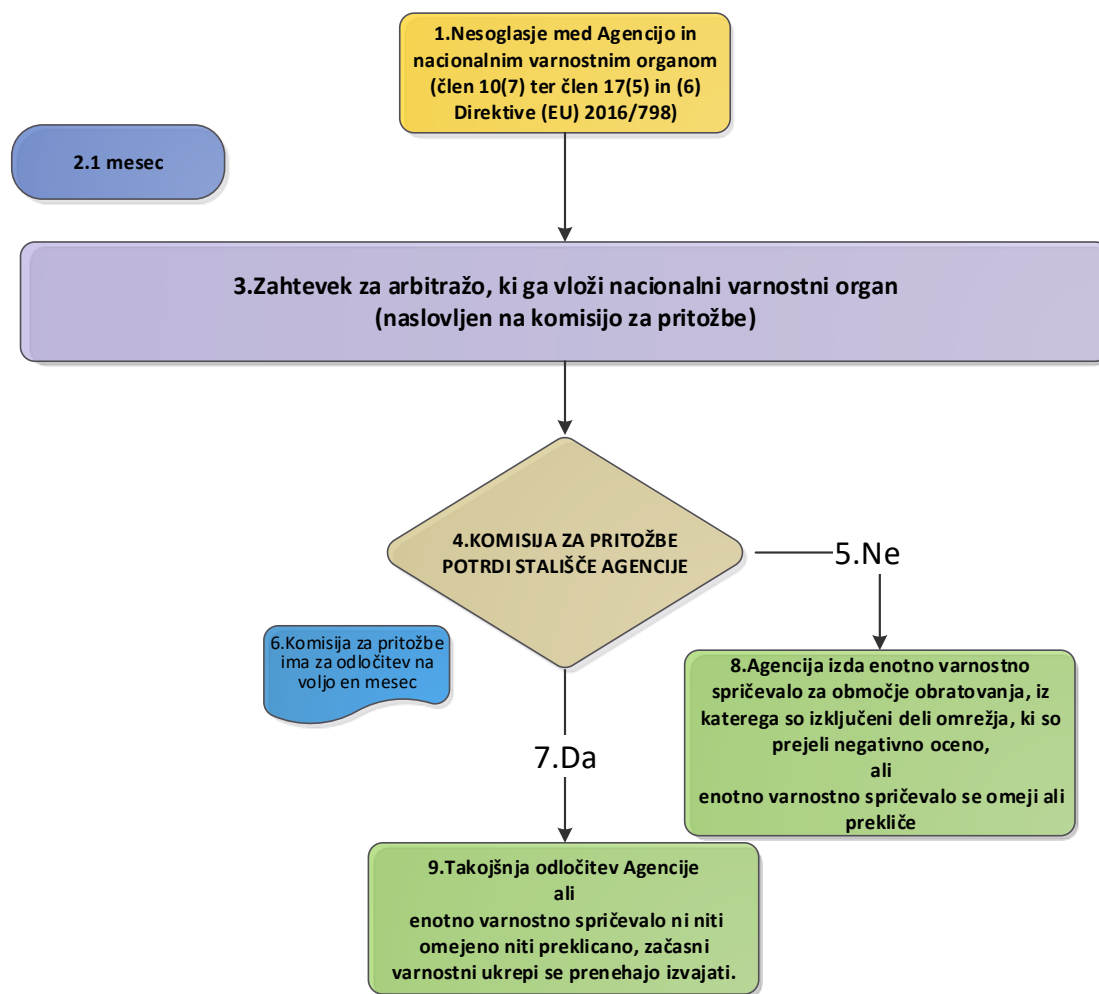 1.Nesoglasje med Agencijo in
nacionalnim varnostnim organom
(člen 10(7) ter člen 17(5) in (6)
Direktive (EU) 2016/798)
2.1 mesec
3.Zahtevek za arbitražo, ki ga vloži nacionalni varnostni organ
(naslovljen na komisijo za pritožbe)
4.KOMISIJA ZA PRITOŽBE
POTRDI STALIŠČE AGENCIJE
5.Ne
6.Komisija za pritožbe
ima za odločitev na
voljo en mesec
7.Da
8.Agencija izda enotno varnostno
spričevalo za območje obratovanja, iz
katerega so izključeni deli omrežja, ki so
prejeli negativno oceno,
ali
enotno varnostno spričevalo se omeji ali
prekliče
9.Takojšnja odločitev Agencije
ali
enotno varnostno spričevalo ni niti
omejeno niti preklicano, začasni
varnostni ukrepi se prenehajo izvajati.